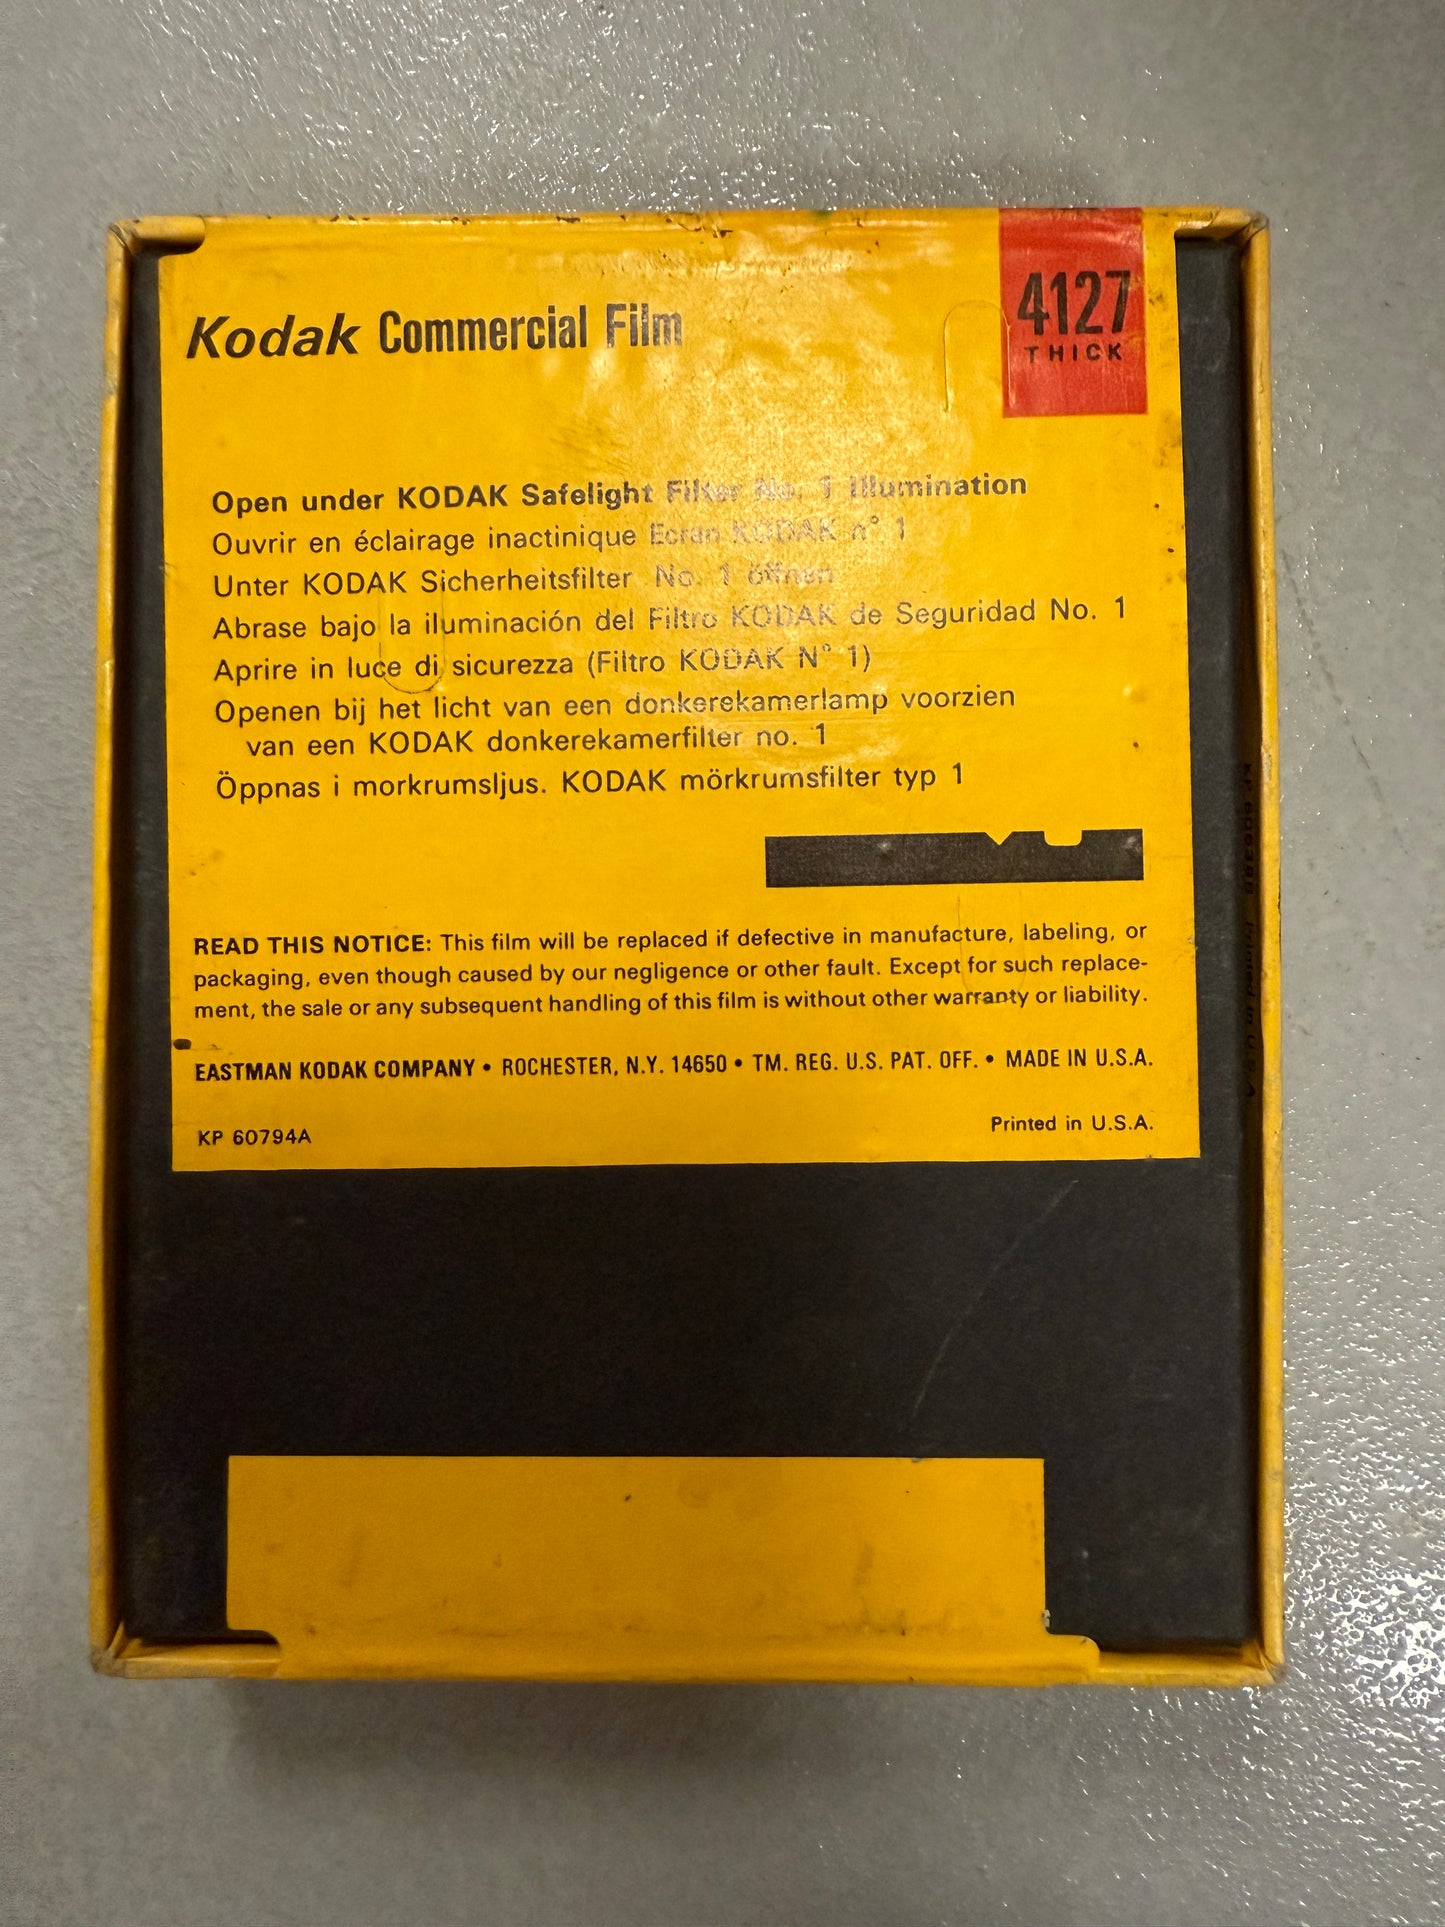 Kodak Commercial Film
4127
THICK
Open under KODAK Safelight Filter No. 1 Illumination
Ouvrir en éclairage inactinique Ecran KODAK n° 1
Unter KODAK Sicherheitsfilter No. 1 öffnen
Abrase bajo la iluminación del Filtro KODAK de Seguridad No. 1
Aprire in luce di sicurezza (Filtro KODAK N° 1)
Openen bij het licht van een donkerekamerlamp voorzien
van een KODAK donkerekamerfilter no. 1
Öppnas i morkrumsljus. KODAK mörkrumsfilter typ 1
READ THIS NOTICE: This film will be replaced if defective in manufacture, labeling, or
packaging, even though caused by our negligence or other fault. Except for such replace-
ment, the sale or any subsequent handling of this film is without other warranty or liability.
EASTMAN KODAK COMPANY • ROCHESTER, N.Y. 14650 • TM. REG. U.S. PAT. OFF. • MADE IN U.S.A.
KP 60794A
Printed in U.S.A.
Printed in U.S.A.